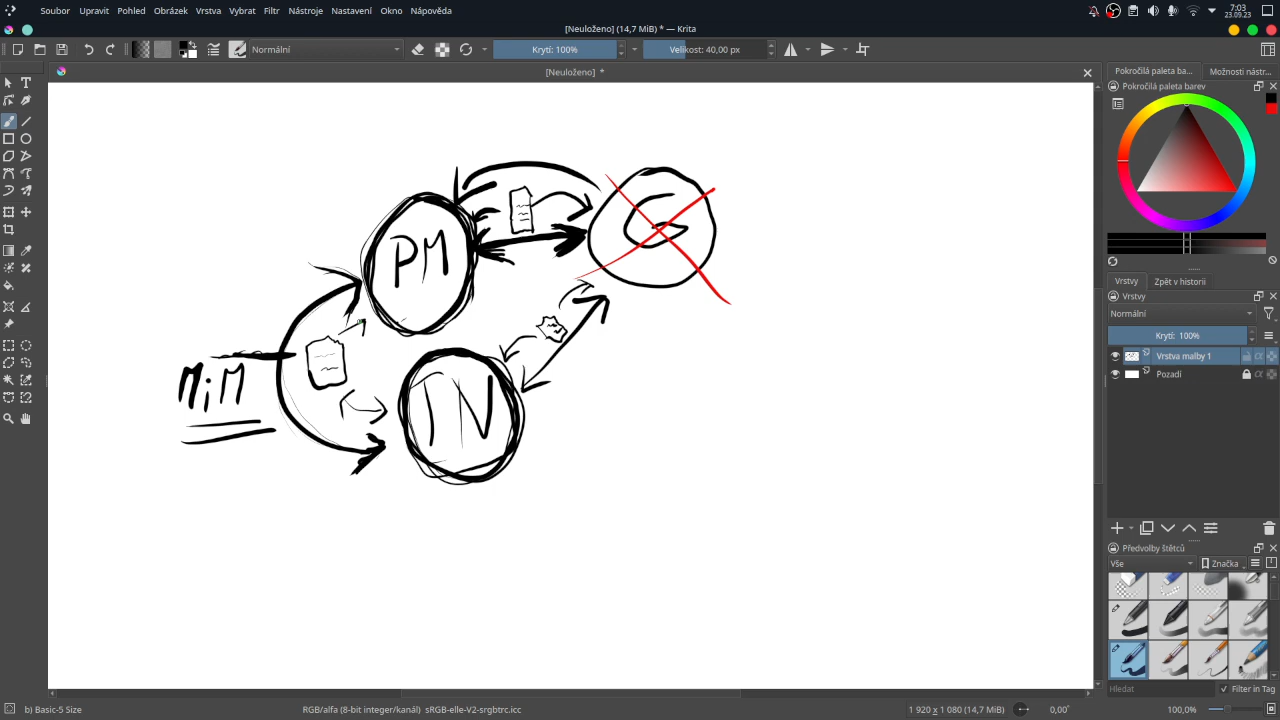 Soubor Upravit Pohled Obrázek Vrstva Vybrat Filtr Nástroje Nastavení Okno Nápověda
7:03
23.09.23
[Neuloženo] (14,7 MiB) * — Krita
Normální
Krytí: 100%
Velikost: 40,00 px
[Neuloženo] *
Pokročilá paleta ba...
Možnosti nástr...
Pokročilá paleta barev
Vrstvy
Zpět v historii
Vrstvy
Normální
Krytí: 100%
Vrstva malby 1
Pozadí
PM
G
MiM
IN
Předvolby štětců
Vše
Značka
Hledat
Filter in Tag
b) Basic-5 Size
RGB/alfa (8-bit integer/kanál) sRGB-elle-V2-srgbtrc.icc
1 920 x 1 080 (14,7 MiB)
0,00°
100,0%